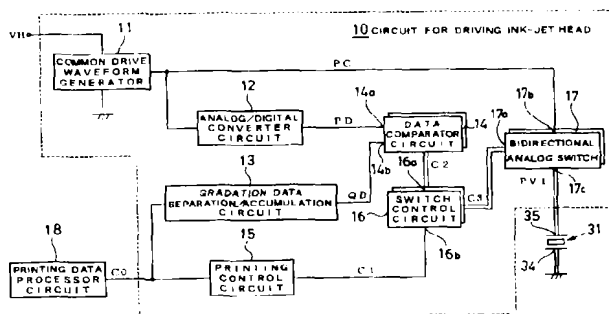 10 CIRCUIT FOR DRIVING INK-JET HEAD
VH
11
COMMON DRIVE
WAVEFORM
GENERATOR
PC
12
ANALOG/DIGITAL
CONVERTER
CIRCUIT
PD
14a
14
DATA
COMPARATOR
CIRCUIT
14b
17b
17
17a
BIDIRECTIONAL
ANALOG SWITCH
17c
13
GRADATION DATA
SEPARATION/ACCUMULATION
CIRCUIT
QD
C2
16a
16
SWITCH
CONTROL
CIRCUIT
C3
16b
PV1
18
PRINTING DATA
PROCESSOR
CIRCUIT
C0
15
PRINTING
CONTROL
CIRCUIT
C1
35
31
34